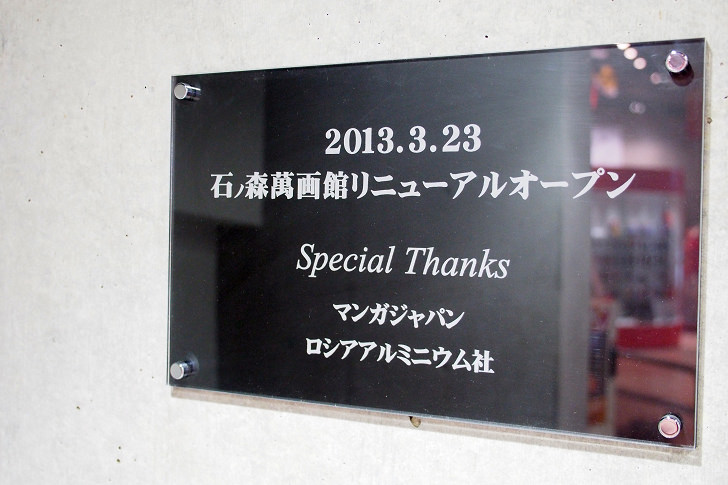 2013.3.23
石ノ森萬画館リニューアルオープン
Special Thanks
マンガジャパン
ロシアアルミニウム社